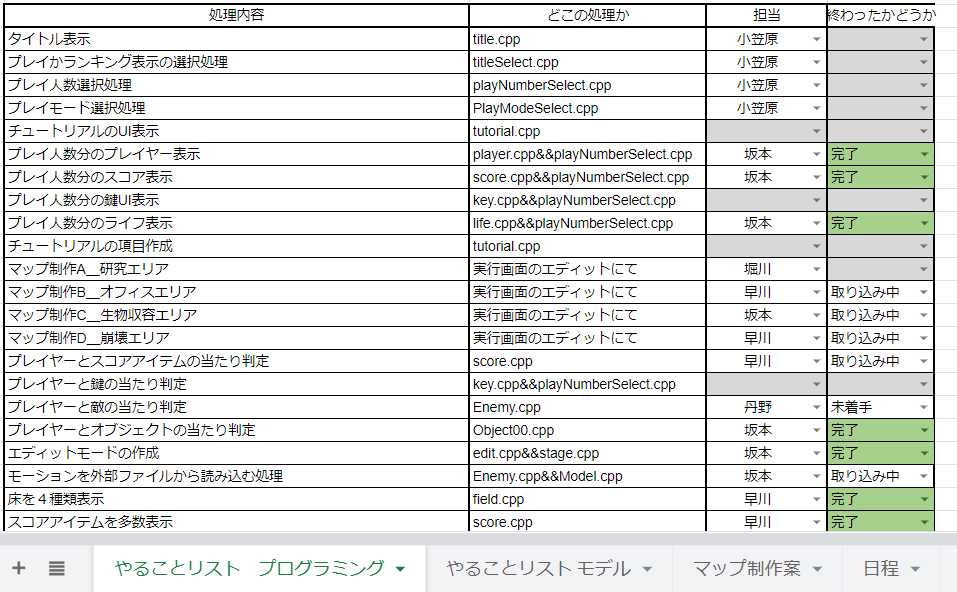 処理内容 どこの処理か 担当 終わったかどうか
タイトル表示 title.cpp 小笠原
プレイかランキング表示の選択処理 titleSelect.cpp 小笠原
プレイ人数選択処理 playNumberSelect.cpp 小笠原
プレイモード選択処理 PlayModeSelect.cpp 小笠原
チュートリアルのUI表示 tutorial.cpp
プレイ人数分のプレイヤー表示 player.cpp&&playNumberSelect.cpp 坂本 完了
プレイ人数分のスコア表示 score.cpp&&playNumberSelect.cpp 坂本 完了
プレイ人数分の鍵UI表示 key.cpp&&playNumberSelect.cpp
プレイ人数分のライフ表示 life.cpp&&playNumberSelect.cpp 坂本 完了
チュートリアルの項目作成 tutorial.cpp
マップ制作A__研究エリア 実行画面のエディットにて 堀川
マップ制作B__オフィスエリア 実行画面のエディットにて 早川 取り込み中
マップ制作C__生物収容エリア 実行画面のエディットにて 坂本 取り込み中
マップ制作D__崩壊エリア 実行画面のエディットにて 早川 取り込み中
プレイヤーとスコアアイテムの当たり判定 score.cpp 早川 取り込み中
プレイヤーと鍵の当たり判定 key.cpp&&playNumberSelect.cpp
プレイヤーと敵の当たり判定 Enemy.cpp 丹野 未着手
プレイヤーとオブジェクトの当たり判定 Object00.cpp 坂本 完了
エディットモードの作成 edit.cpp&&stage.cpp 坂本 完了
モーションを外部ファイルから読み込む処理 Enemy.cpp&&Model.cpp 坂本 取り込み中
床を４種類表示 field.cpp 早川 完了
スコアアイテムを多数表示 score.cpp 早川 完了
やることリスト　プログラミング やることリスト モデル マップ制作案 日程